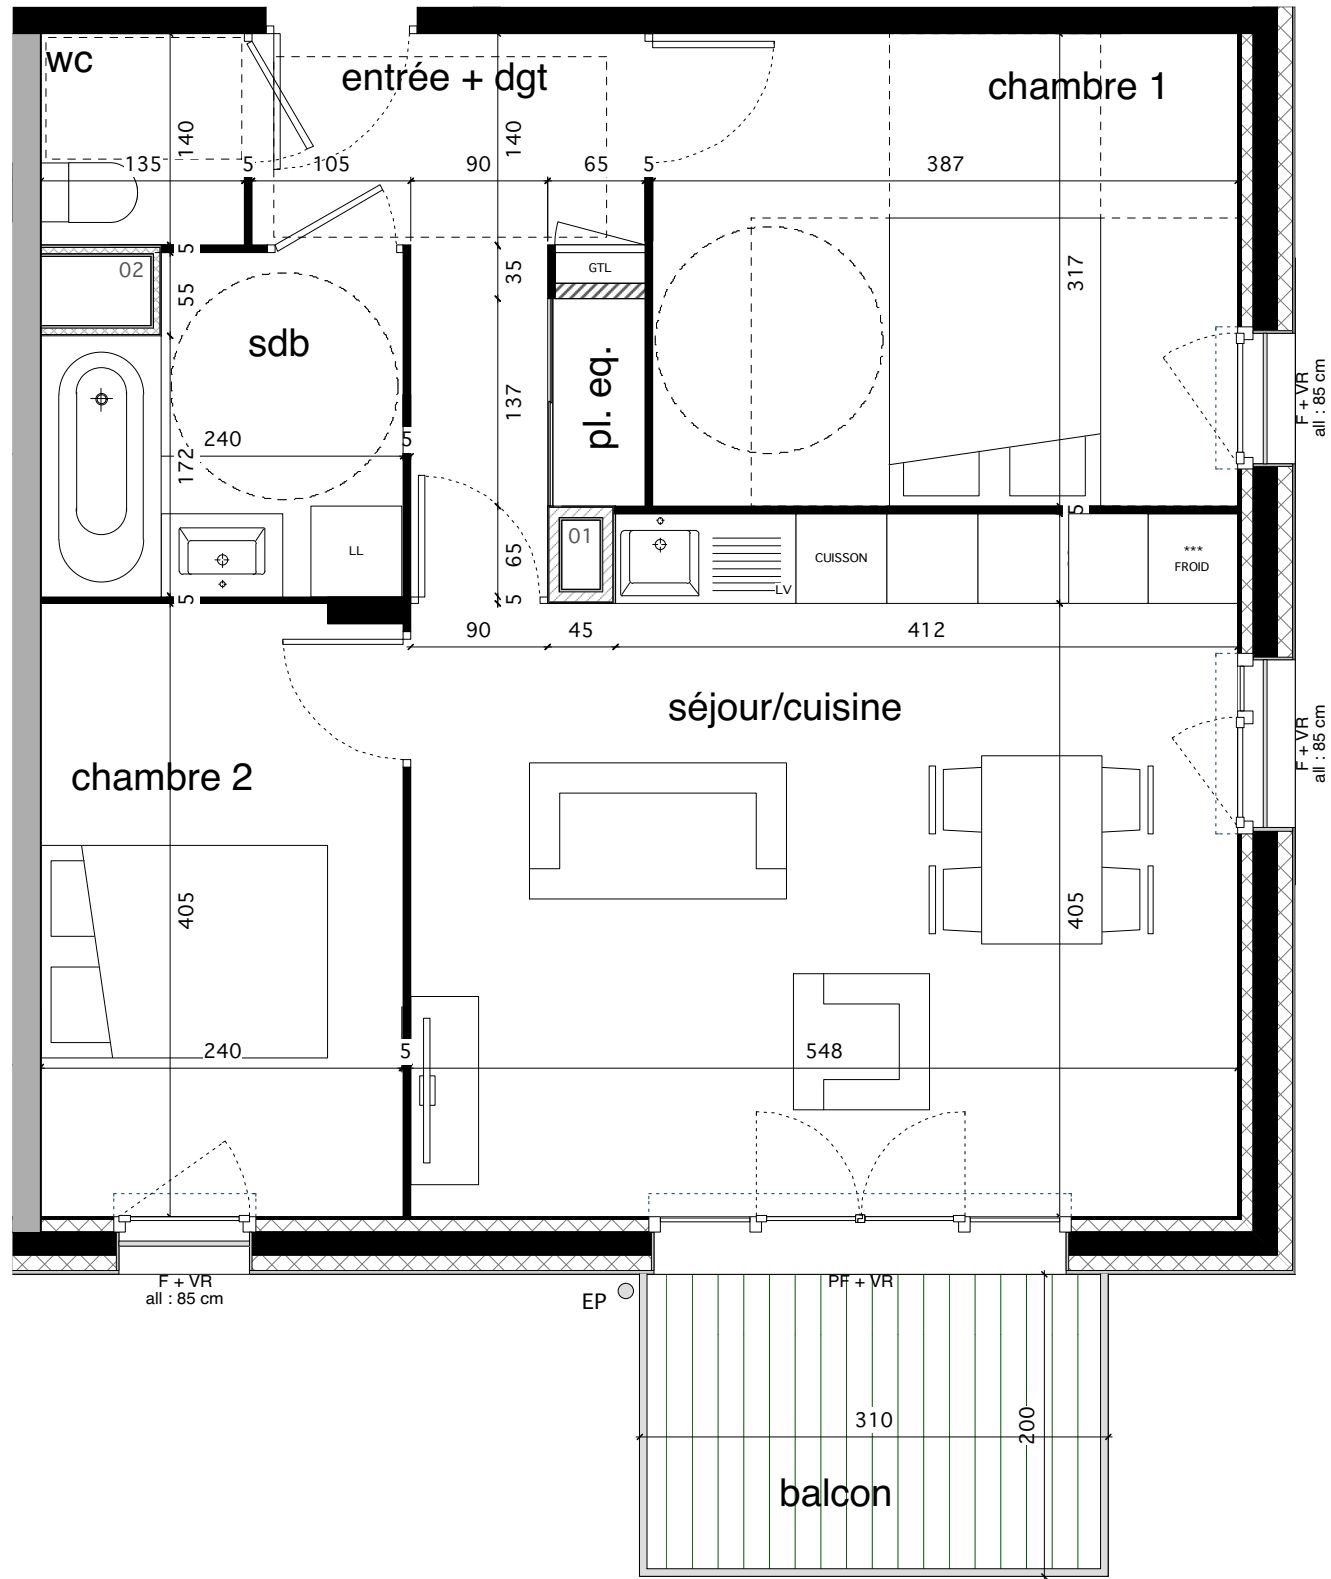 wc
entrée + dgt
chambre 1
140
140
135
5
105
90
65
5
387
5
02
55
35
GTL
317
sdb
pl. eq.
137
F + VR
all : 85 cm
240
5
172
LL
65
01
5
CUISSON
***
FROID
LV
5
5
90
45
412
séjour/cuisine
F + VR
all : 85 cm
chambre 2
405
405
240
5
548
F + VR
all : 85 cm
EP
PF + VR
310
200
balcon